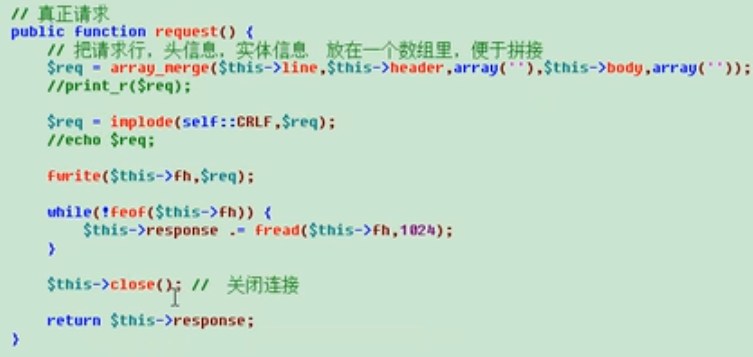 // 真正请求
public function request() {
// 把请求行，头信息，实体信息 放在一个数组里，便于拼接
$req = array_merge($this->line,$this->header,array(''),$this->body,array(''));
//print_r($req);
$req = implode(self::CRLF,$req);
//echo $req;
fwrite($this->fh,$req);
while(!feof($this->fh)) {
$this->response .= fread($this->fh,1024);
}
$this->close(); // 关闭连接
return $this->response;
}